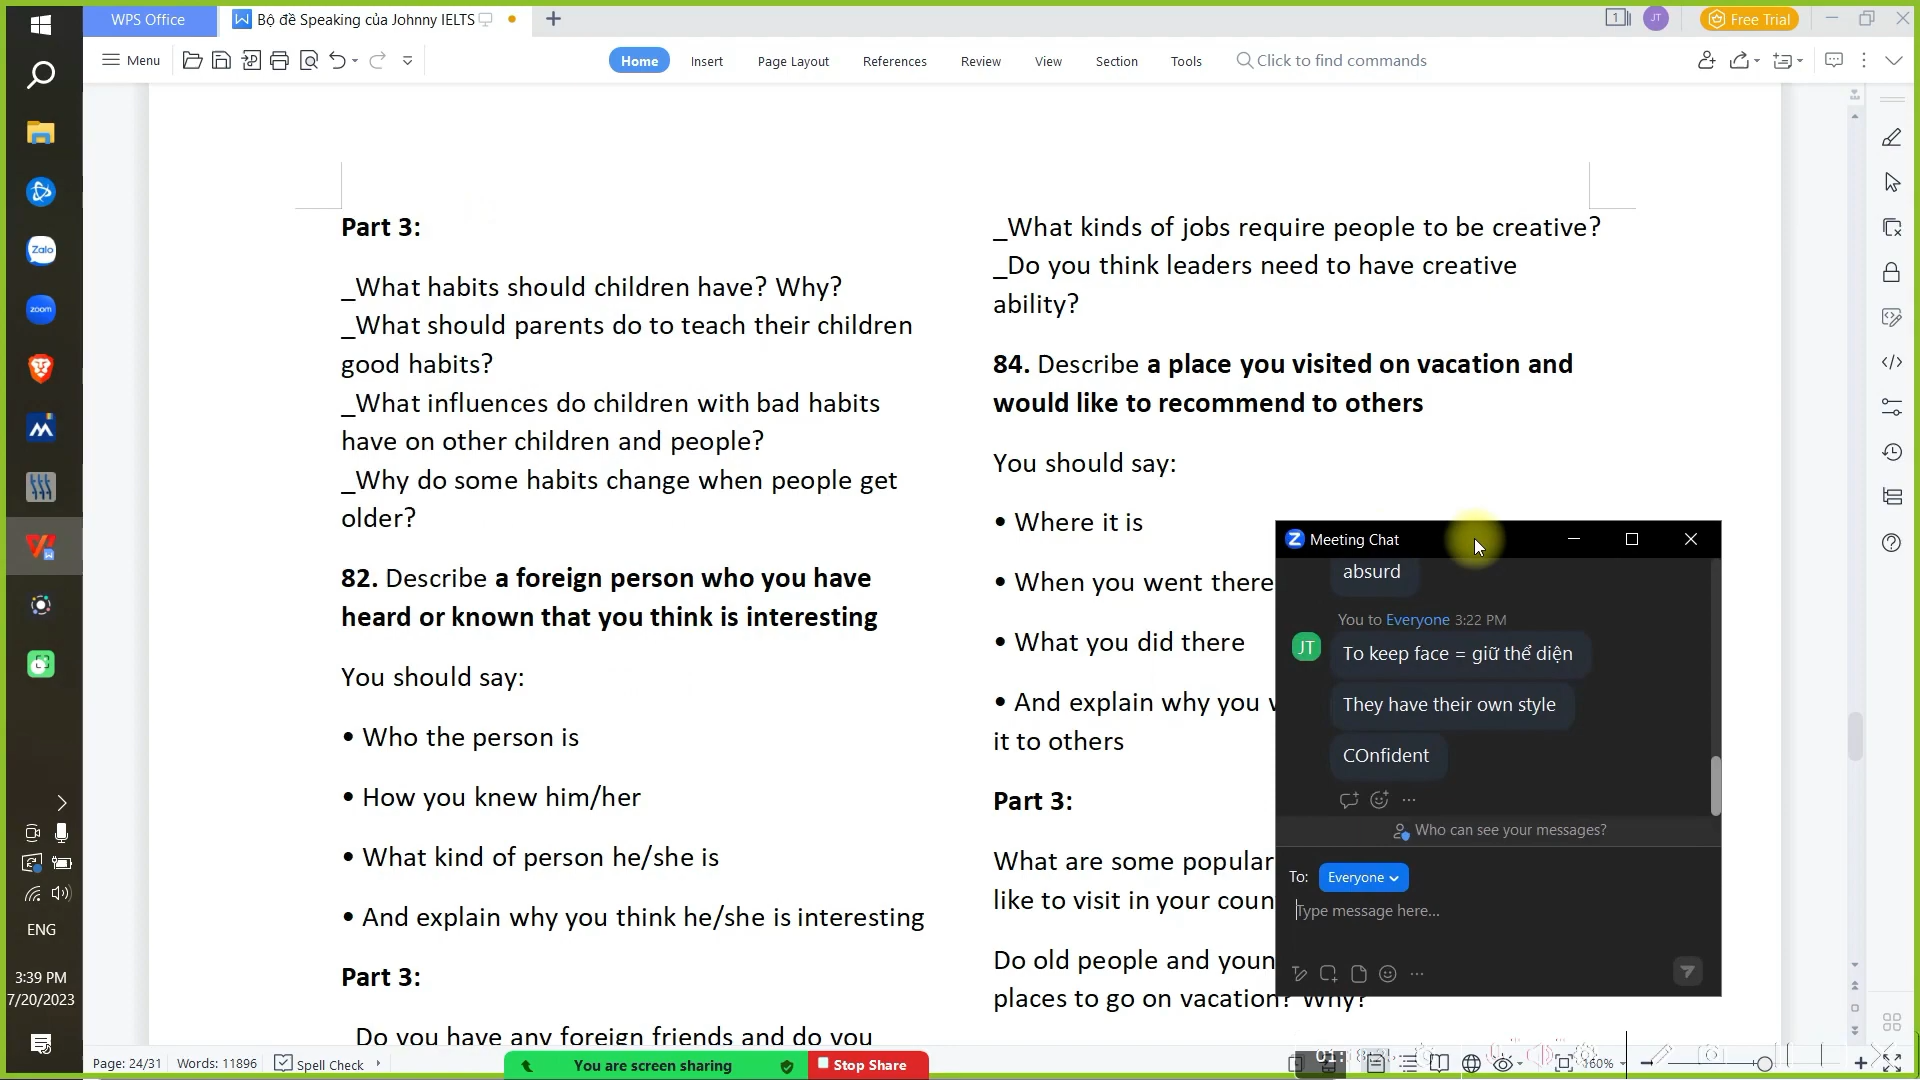 WPS Office
Bộ đề Speaking của Johnny IELTS
1
JT
Free Trial
Menu
Home
Insert
Page Layout
References
Review
View
Section
Tools
Click to find commands
Part 3:
_What habits should children have? Why?
_What should parents do to teach their children
good habits?
_What influences do children with bad habits
have on other children and people?
_Why do some habits change when people get
older?
82. Describe a foreign person who you have
heard or known that you think is interesting
You should say:
• Who the person is
• How you knew him/her
• What kind of person he/she is
• And explain why you think he/she is interesting
Part 3:
_Do you have any foreign friends and do you
_What kinds of jobs require people to be creative?
_Do you think leaders need to have creative
ability?
84. Describe a place you visited on vacation and
would like to recommend to others
You should say:
• Where it is
• When you went there
• What you did there
• And explain why you
it to others
Part 3:
What are some popular
like to visit in your
Do old people and
places to go on vacation? Why?
Meeting Chat
absurd
You to Everyone 3:22 PM
JT
To keep face = giữ thể diện
They have their own style
COnfident
Who can see your messages?
To: Everyone
Type message here...
Zalo
zoom
ENG
3:39 PM
7/20/2023
Page: 24/31
Words: 11896
Spell Check
You are screen sharing
Stop Share
160%